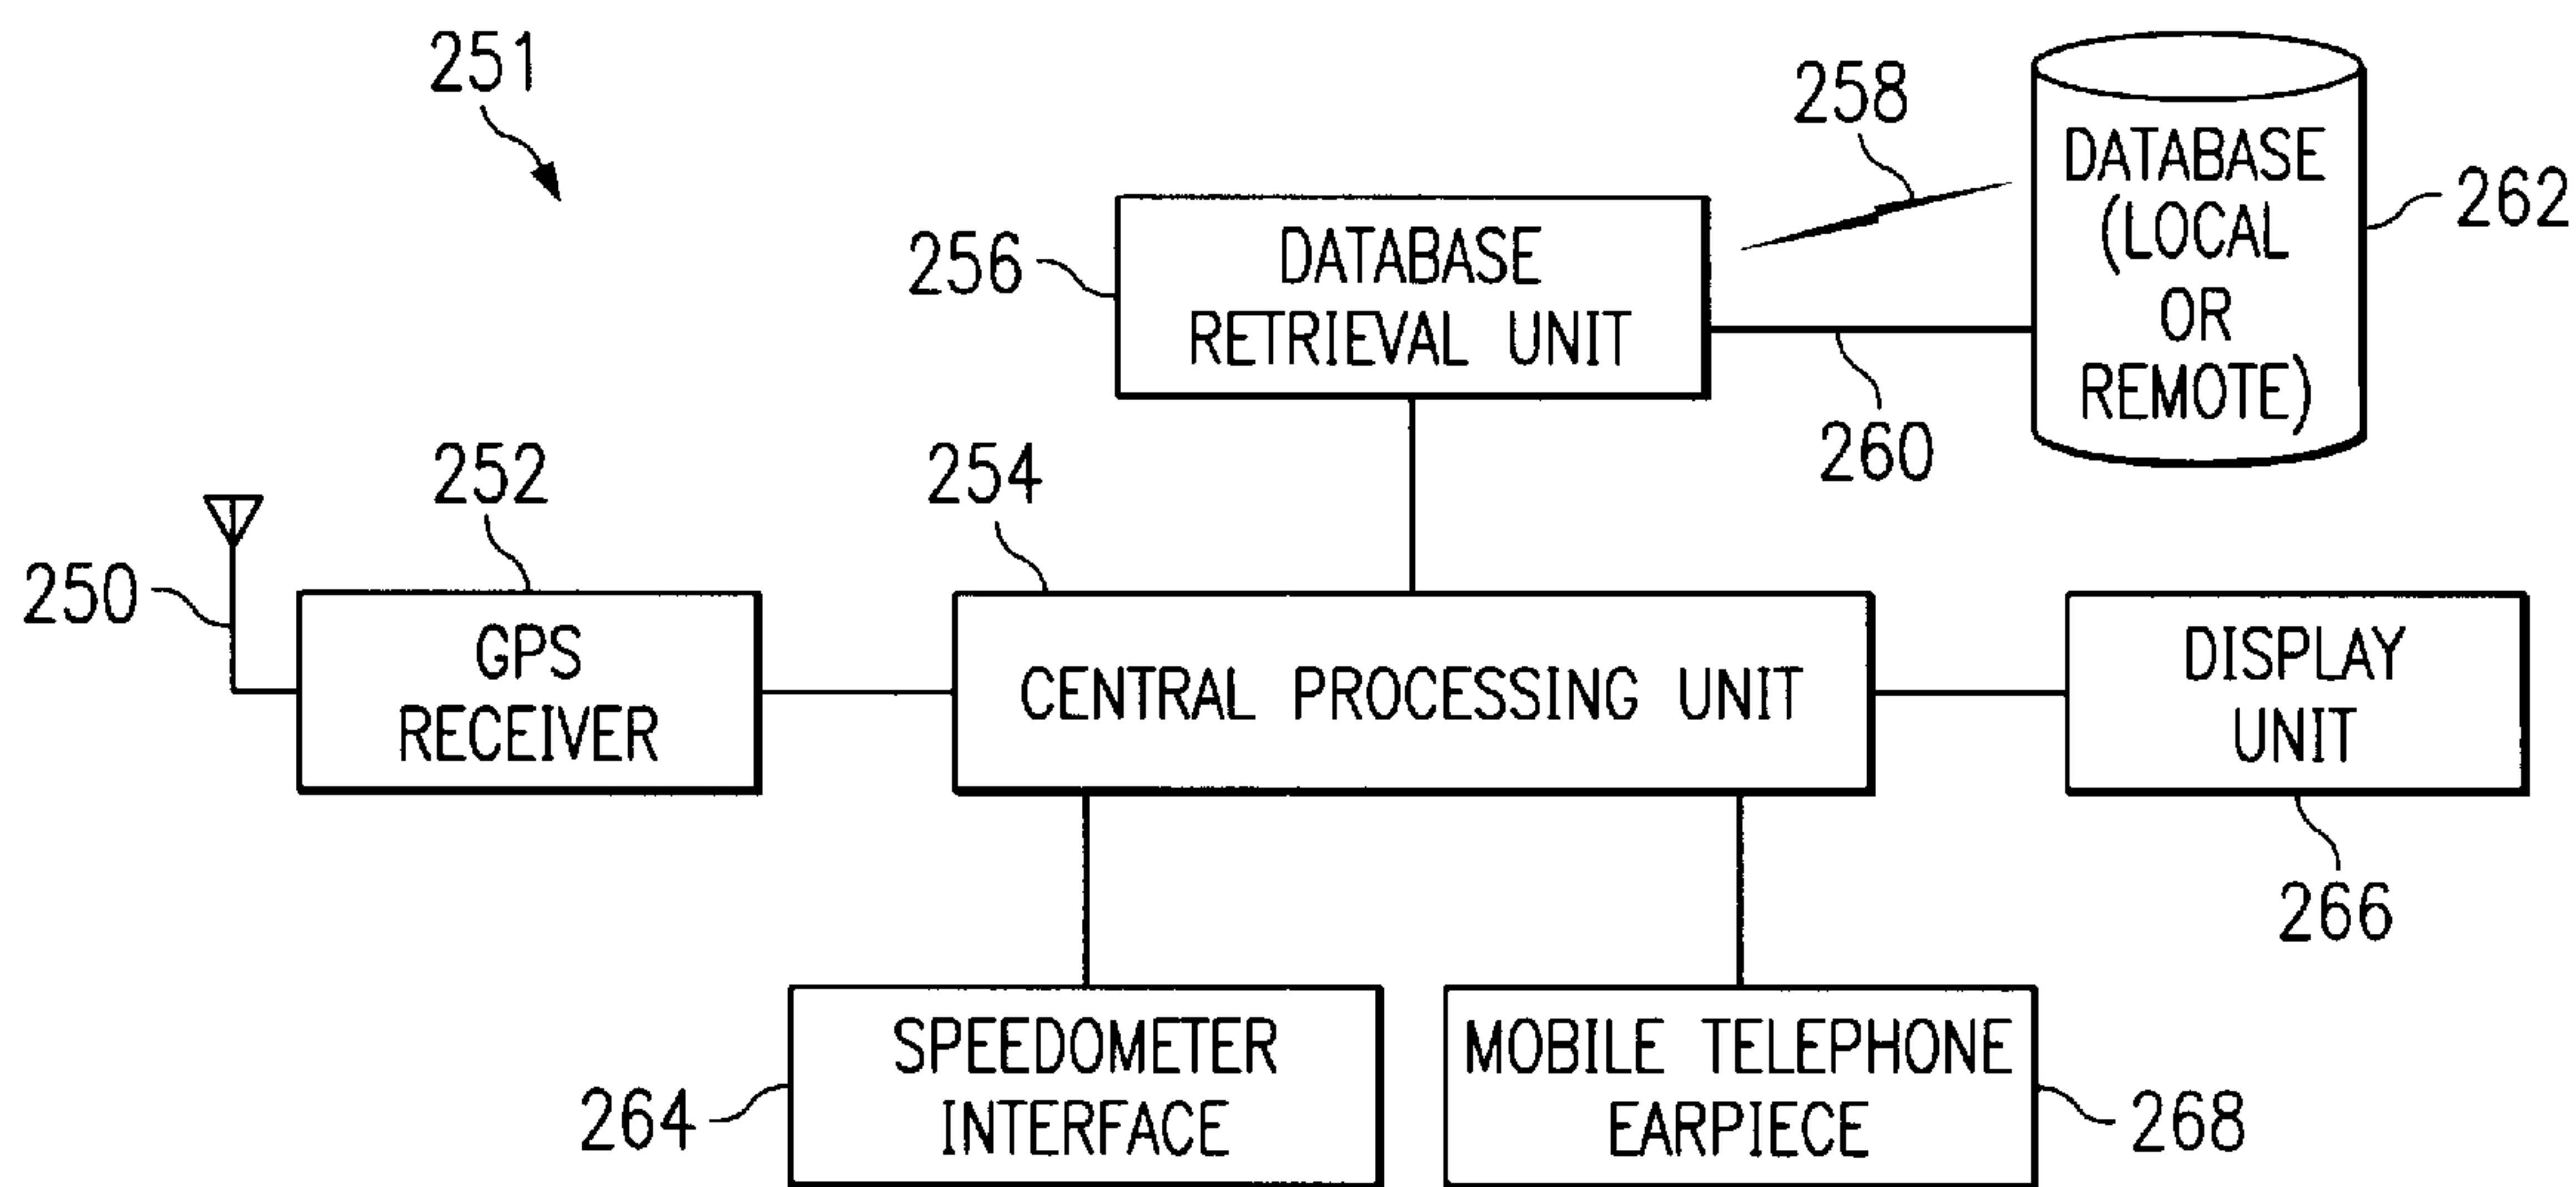 251
258
DATABASE
(LOCAL
OR
REMOTE)
262
256
DATABASE
RETRIEVAL UNIT
260
252
254
250
GPS
RECEIVER
CENTRAL PROCESSING UNIT
DISPLAY
UNIT
266
SPEEDOMETER
INTERFACE
264
MOBILE TELEPHONE
EARPIECE
268